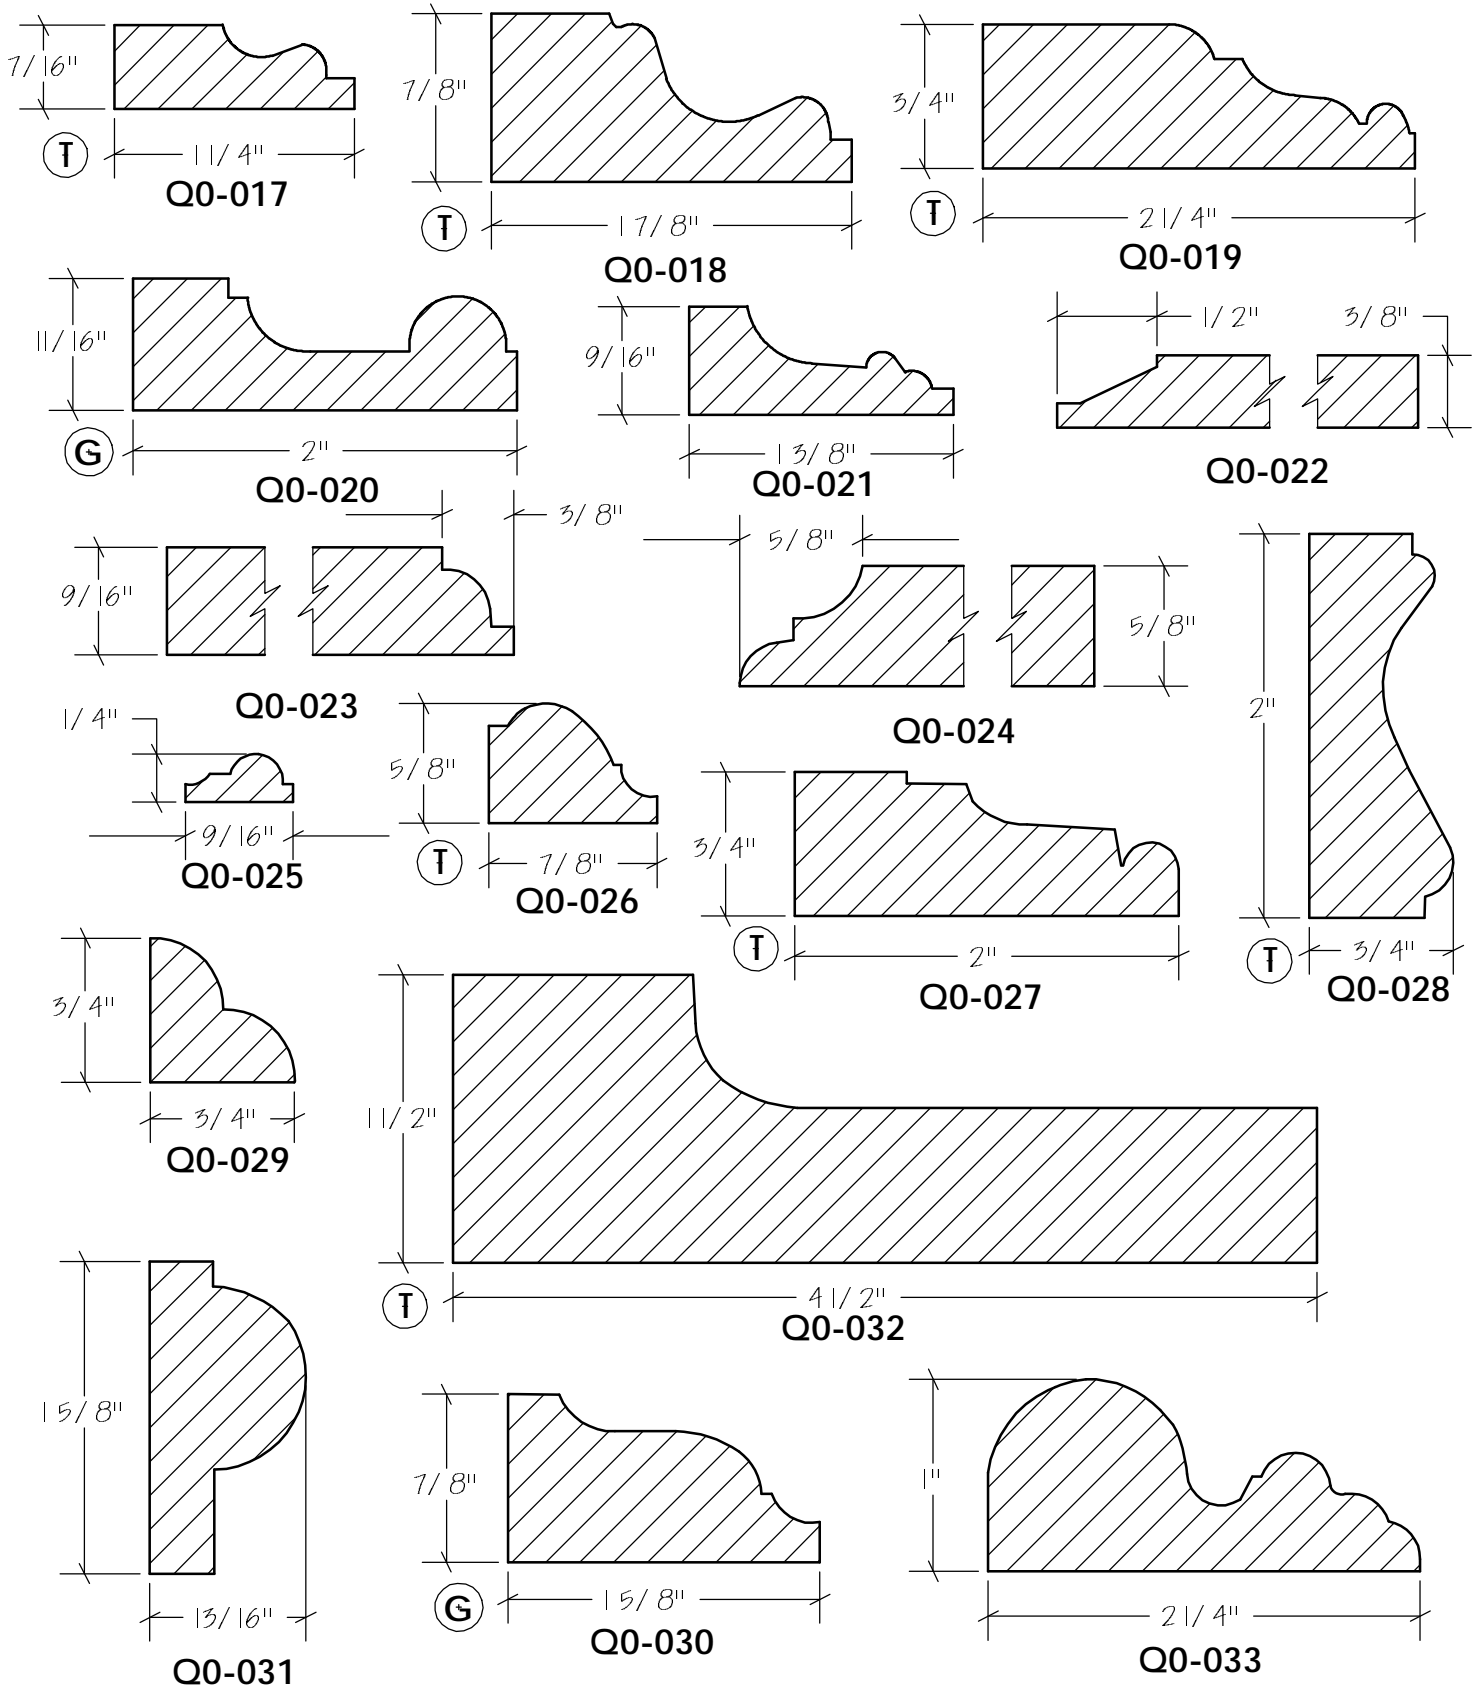 7/16"
T
1 1/4"
Q0-017
7/8"
T
1 7/8"
Q0-018
3/4"
T
2 1/4"
Q0-019
11/16"
G
2"
Q0-020
9/16"
1 3/8"
Q0-021
1/2"
3/8"
Q0-022
3/8"
9/16"
Q0-023
5/8"
5/8"
Q0-024
1/4"
9/16"
Q0-025
5/8"
T
7/8"
Q0-026
3/4"
T
2"
Q0-027
2"
T
3/4"
Q0-028
3/4"
3/4"
Q0-029
1 1/2"
T
4 1/2"
Q0-032
1 5/8"
13/16"
Q0-031
7/8"
G
1 5/8"
Q0-030
1"
2 1/4"
Q0-033